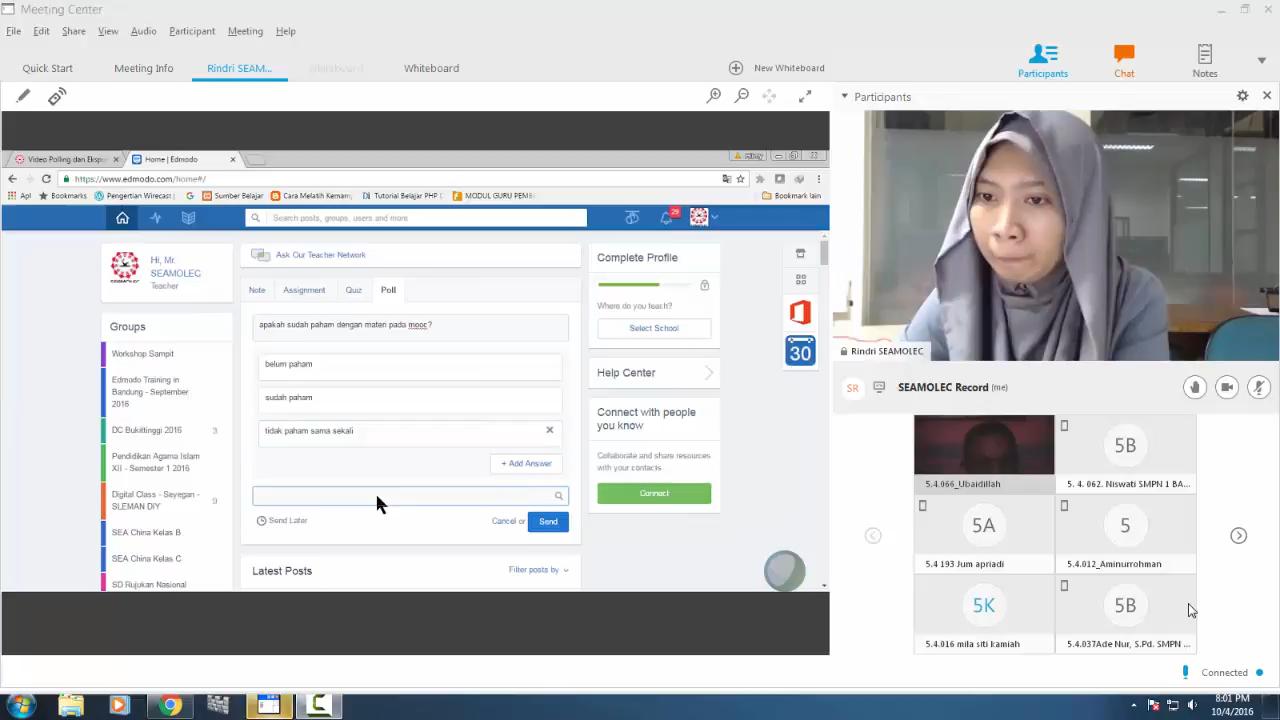 Meeting Center
File Edit Share View Audio Participant Meeting Help
Quick Start Meeting Info Rindri SEAM... Whiteboard Whiteboard New Whiteboard
Participants Chat Notes
Participants
Video Polling dan Ekspo Home | Edmodo
https://www.edmodo.com/home#/
Apl Bookmarks Pengertian Wirecast Sumber Belajar Cara Melatih Kemam Tutorial Belajar PHP MODUL GURU PEMB Bookmark lain
Search posts, groups, users and more 29
Hi, Mr.
SEAMOLEC
Teacher
Groups
Workshop Sampit
Edmodo Training in
Bandung - September
2016
DC Bukittinggi 2016 3
Pendidikan Agama Islam
XII - Semester 1 2016
Digital Class - Seyegan -
SLEMAN DIY 9
SEA China Kelas B
SEA China Kelas C
SD Rujukan Nasional
Ask Our Teacher Network
Note Assignment Quiz Poll
apakah sudah paham dengan materi pada mooc?
belum paham
sudah paham
tidak paham sama sekali
+ Add Answer
Send Later Cancel or Send
Latest Posts Filter posts by
Complete Profile
Where do you teach?
Select School
Help Center
Connect with people
you know
Collaborate and share resources
with your contacts
Connect
30
Rindri SEAMOLEC
SR SEAMOLEC Record (me)
5B
5.4.066_Ubaidillah 5. 4. 062. Niswati SMPN 1 BA...
5A 5
5.4 193 Jum apriadi 5.4.012_Aminurrohman
5K 5B
5.4.016 mila siti kamiah 5.4.037Ade Nur, S.Pd. SMPN ...
Connected
8:01 PM
10/4/2016